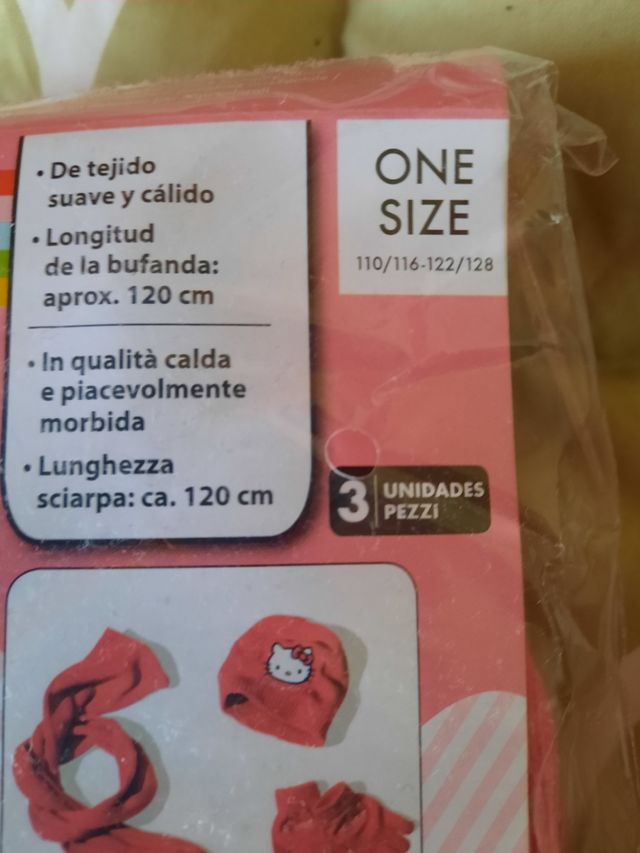 • De tejido
suave y cálido
• Longitud
de la bufanda:
aprox. 120 cm
• In qualità calda
e piacevolmente
morbida
• Lunghezza
sciarpa: ca. 120 cm
ONE
SIZE
110/116-122/128
3 UNIDADES
PEZZI